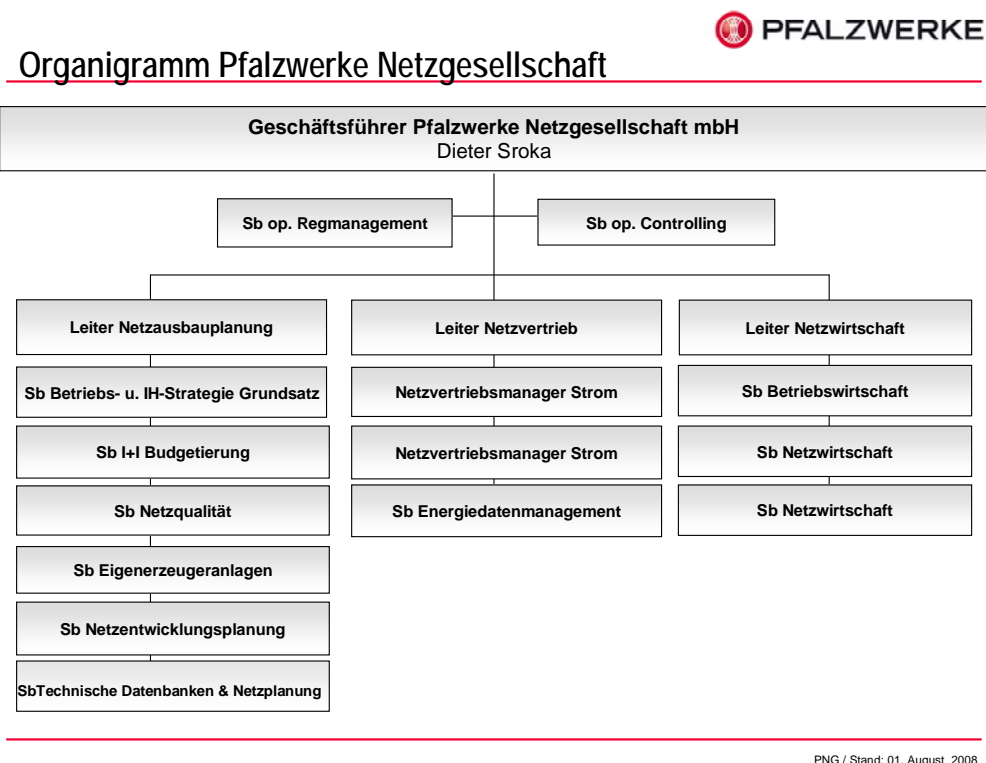 PFALZWERKE
Organigramm Pfalzwerke Netzgesellschaft
Geschäftsführer Pfalzwerke Netzgesellschaft mbH
Dieter Sroka
Sb op. Regmanagement
Sb op. Controlling
Leiter Netzausbauplanung
Sb Betriebs- u. IH-Strategie Grundsatz
Sb I+I Budgetierung
Sb Netzqualität
Sb Eigenerzeugeranlagen
Sb Netzentwicklungsplanung
SbTechnische Datenbanken & Netzplanung
Leiter Netzvertrieb
Netzvertriebsmanager Strom
Netzvertriebsmanager Strom
Sb Energiedatenmanagement
Leiter Netzwirtschaft
Sb Betriebswirtschaft
Sb Netzwirtschaft
Sb Netzwirtschaft
PNG / Stand: 01. August 2008